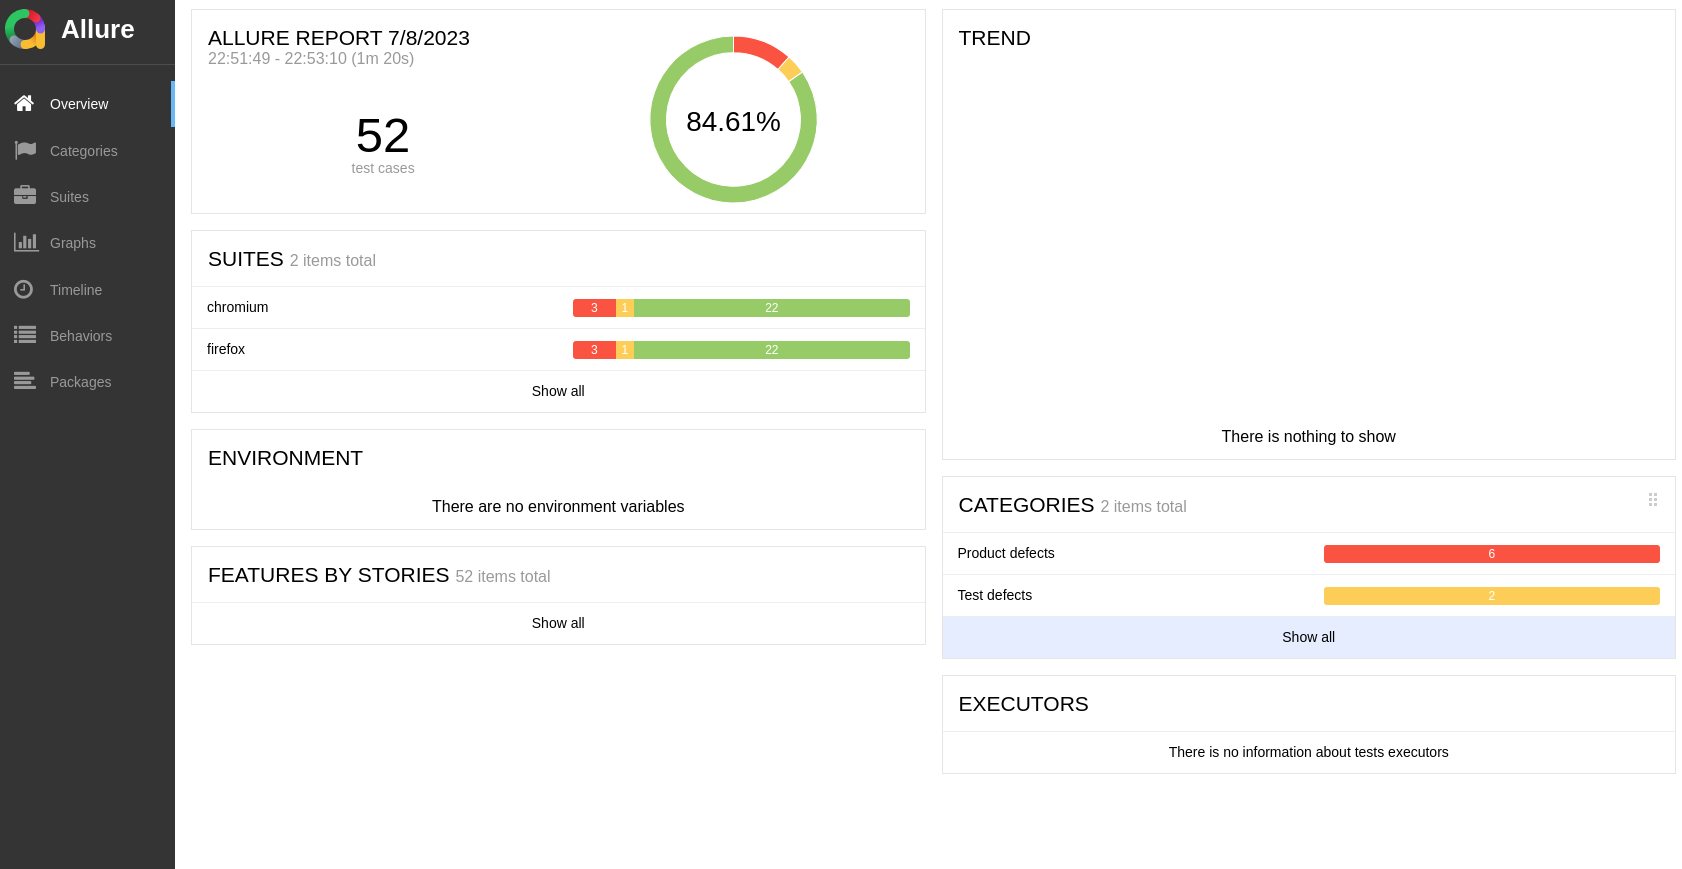 Allure
Overview
Categories
Suites
Graphs
Timeline
Behaviors
Packages
ALLURE REPORT 7/8/2023
22:51:49 - 22:53:10 (1m 20s)
52
test cases
84.61%
SUITES 2 items total
chromium 3 1 22
firefox 3 1 22
Show all
ENVIRONMENT
There are no environment variables
FEATURES BY STORIES 52 items total
Show all
TREND
There is nothing to show
CATEGORIES 2 items total
Product defects 6
Test defects 2
Show all
EXECUTORS
There is no information about tests executors